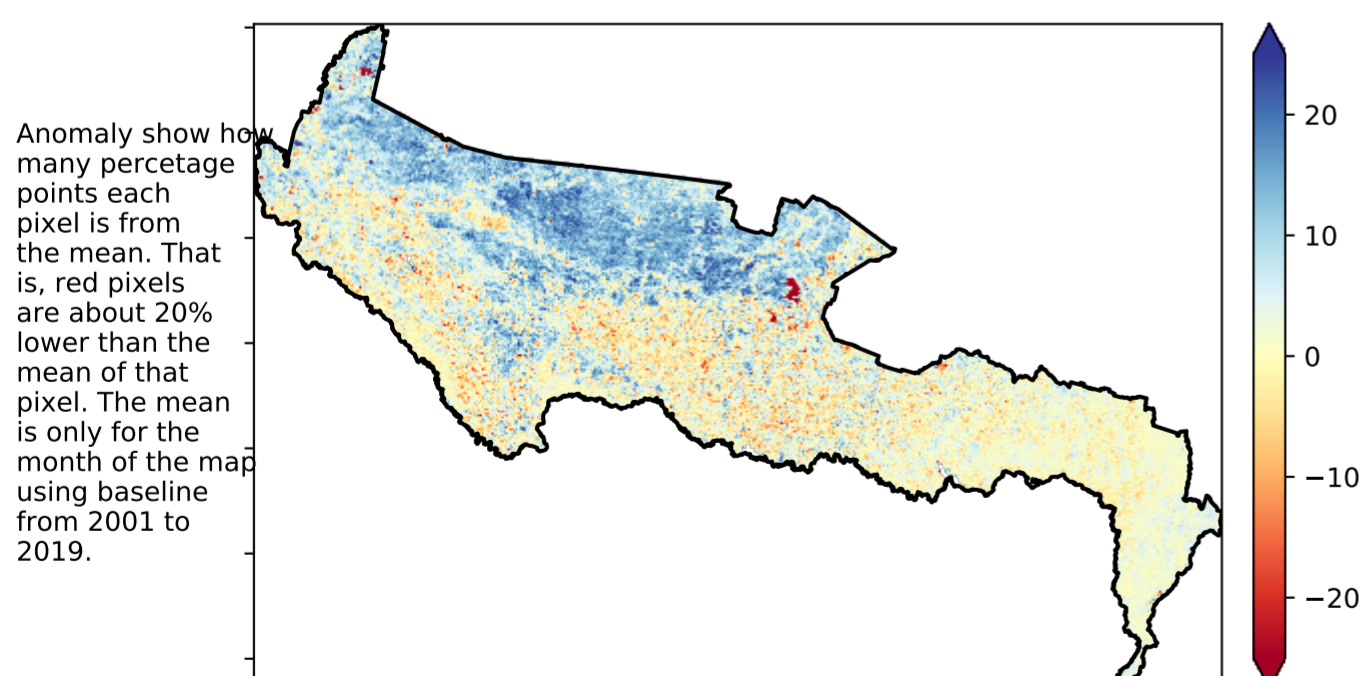 Anomaly show how
many percetage
points each
pixel is from
the mean. That
is, red pixels
are about 20%
lower than the
mean of that
pixel. The mean
is only for the
month of the map
using baseline
from 2001 to
2019.
20
10
0
−10
−20